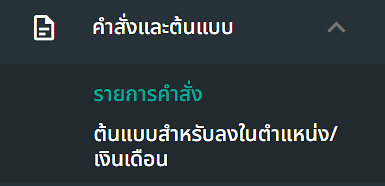 คำสั่งและต้นแบบ
รายการคำสั่ง
ต้นแบบสำหรับลงในตำแหน่ง/
เงินเดือน